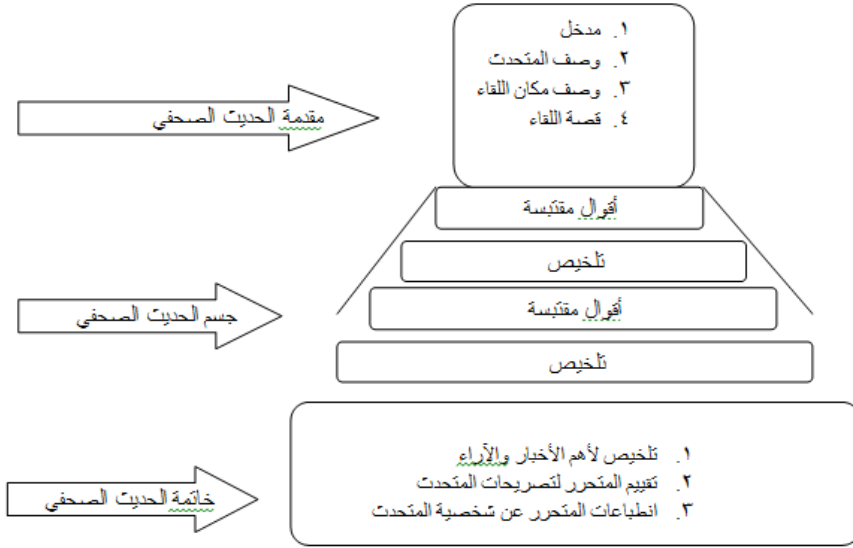 ١. مدخل
٢. وصف المتحدث
٣. وصف مكان اللقاء
٤. قصة اللقاء
مقدمة الحديث الصحفي
أقوال مقتبسة
تلخيص
أقوال مقتبسة
جسم الحديث الصحفي
تلخيص
١. تلخيص لأهم الأخبار والآراء
٢. تقييم المتحرر لتصريحات المتحدث
٣. انطباعات المتحرر عن شخصية المتحدث
خاتمة الحديث الصحفي